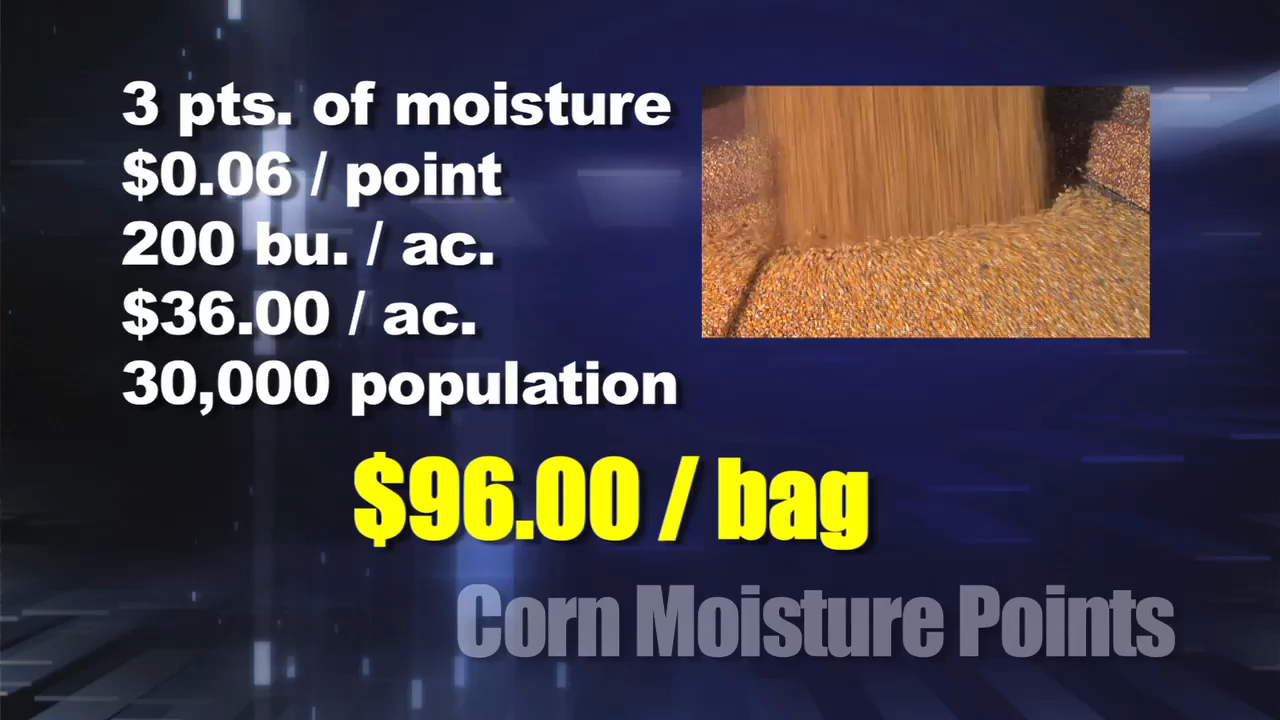 3 pts. of moisture
$0.06 / point
200 bu. / ac.
$36.00 / ac.
30,000 population
$96.00 / bag
Corn Moisture Points